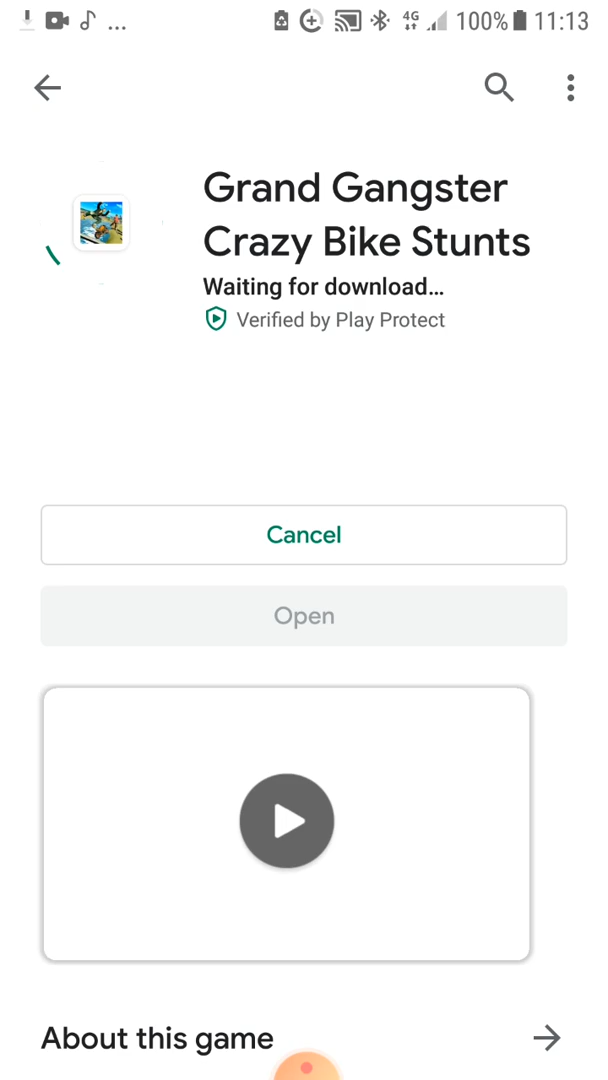 ... 4G 100% 11:13
Grand Gangster
Crazy Bike Stunts
Waiting for download...
Verified by Play Protect
Cancel
Open
About this game